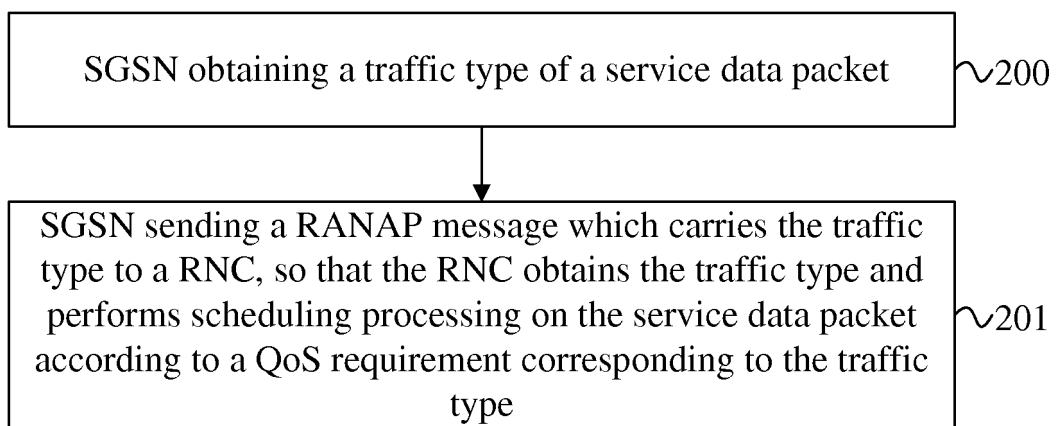 SGSN obtaining a traffic type of a service data packet
200
SGSN sending a RANAP message which carries the traffic
type to a RNC, so that the RNC obtains the traffic type and
performs scheduling processing on the service data packet
according to a QoS requirement corresponding to the traffic
type
201